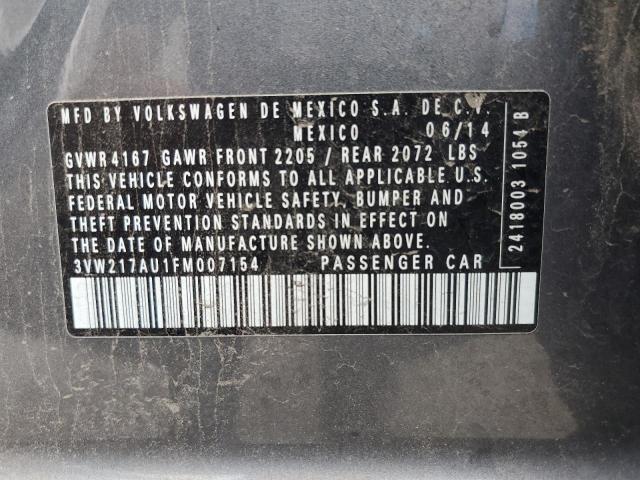 MFD BY VOLKSWAGEN DE MEXICO S.A. DE C.V.
MEXICO 06/14
GVWR 4167 GAWR FRONT 2205 / REAR 2072 LBS
THIS VEHICLE CONFORMS TO ALL APPLICABLE U.S.
FEDERAL MOTOR VEHICLE SAFETY, BUMPER AND
THEFT PREVENTION STANDARDS IN EFFECT ON
THE DATE OF MANUFACTURE SHOWN ABOVE.
3VW217AU1FM007154 PASSENGER CAR
2418003 1054 B